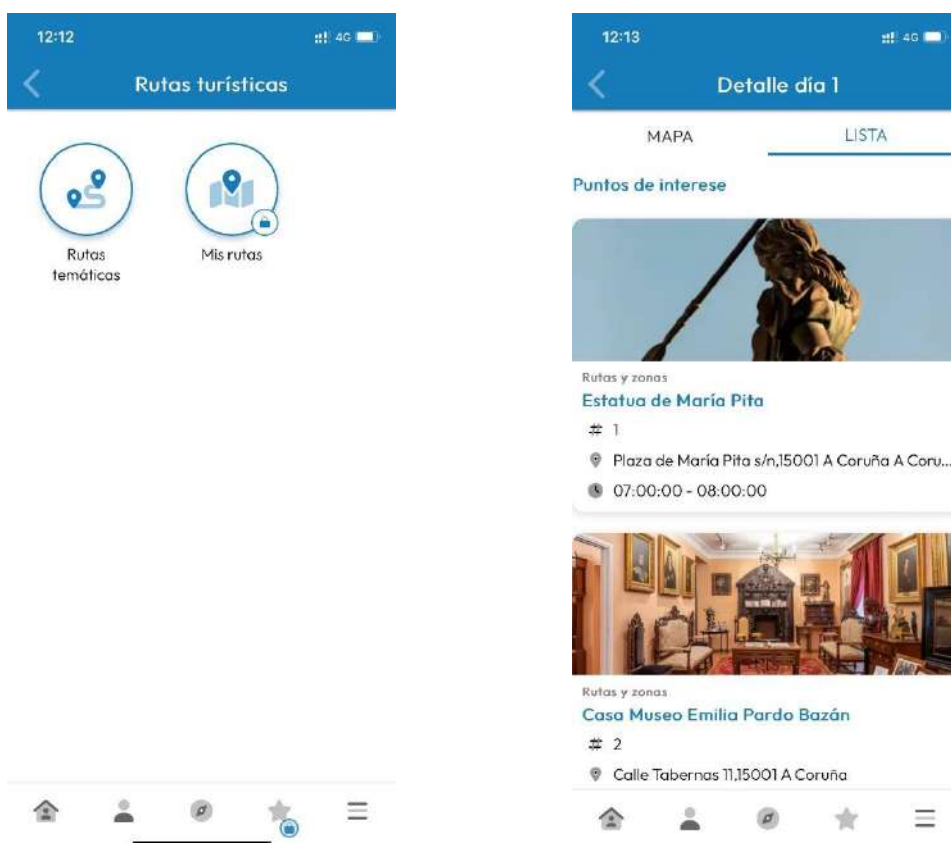 12:12
4G
Rutas turísticas
Rutas
temáticas
Mis rutas
12:13
4G
Detalle día 1
MAPA
LISTA
Puntos de interese
Rutas y zonas
Estatua de María Pita
# 1
Plaza de María Pita s/n,15001 A Coruña A Coru...
07:00:00 - 08:00:00
Rutas y zonas
Casa Museo Emilia Pardo Bazán
# 2
Calle Tabernas 11,15001 A Coruña